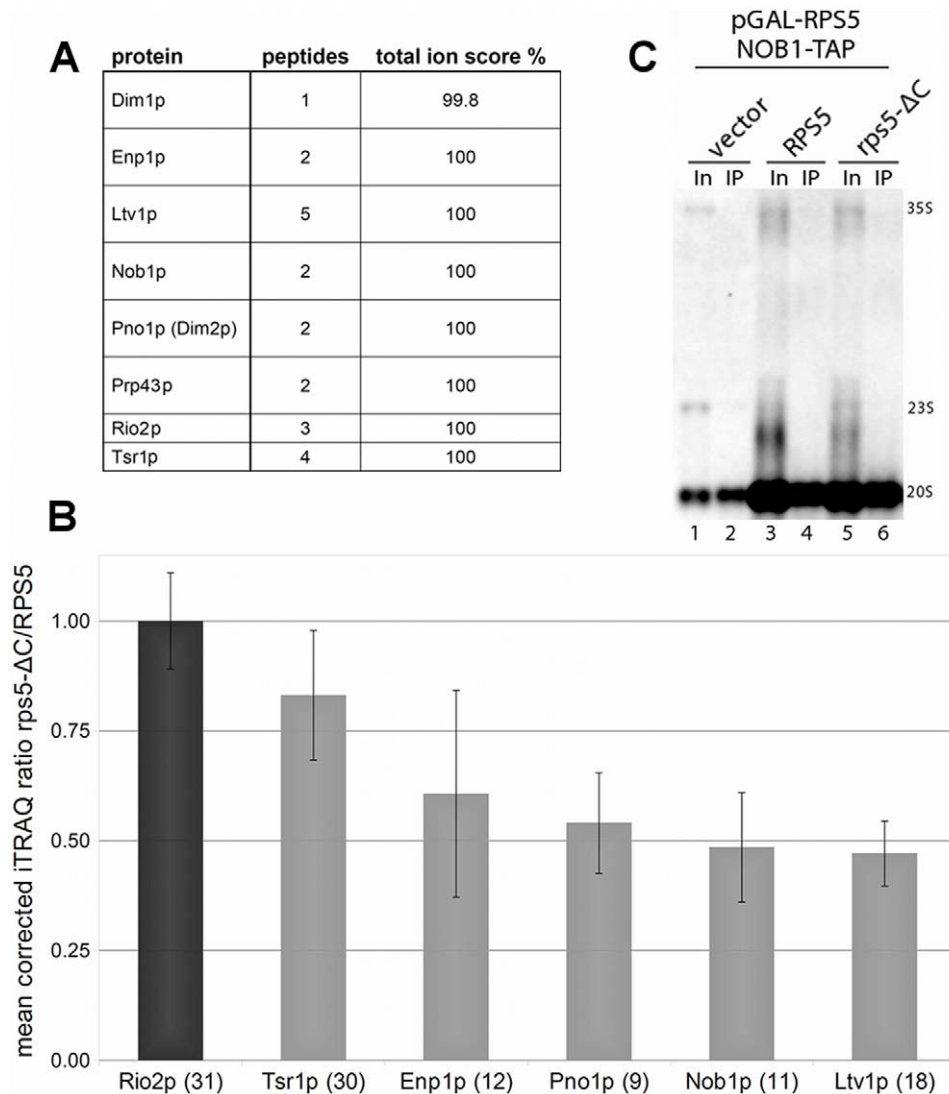 A
protein peptides total ion score %
Dim1p 1 99.8
Enp1p 2 100
Ltv1p 5 100
Nob1p 2 100
Pno1p (Dim2p) 2 100
Prp43p 2 100
Rio2p 3 100
Tsr1p 4 100
C
pGAL-RPS5
NOB1-TAP
vector RPS5 rps5-ΔC
In IP In IP In IP
35S
23S
20S
1 2 3 4 5 6
B
mean corrected iTRAQ ratio rps5-ΔC/RPS5
1.00
0.75
0.50
0.25
0.00
Rio2p (31) Tsr1p (30) Enp1p (12) Pno1p (9) Nob1p (11) Ltv1p (18)